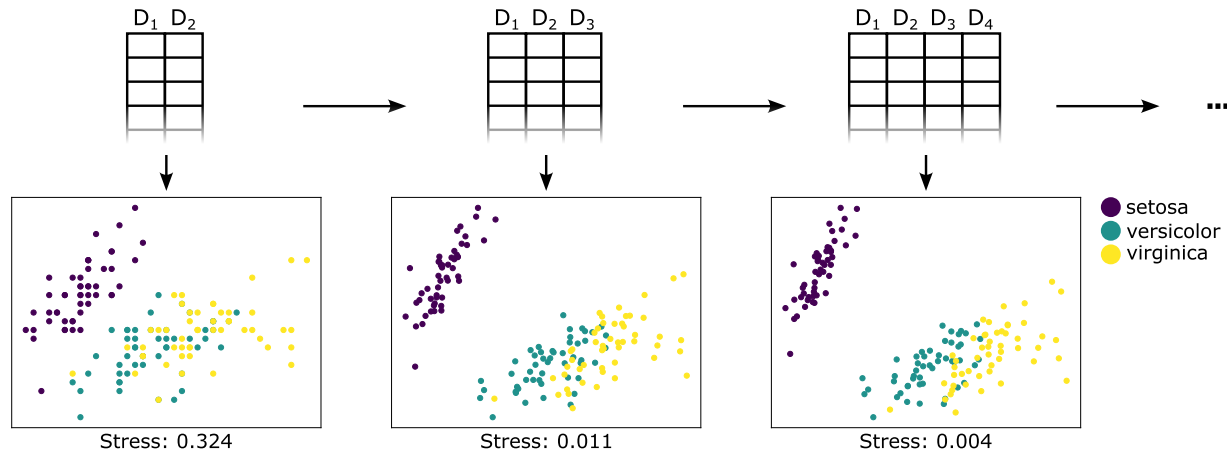 D₁ D₂
D₁ D₂ D₃
D₁ D₂ D₃ D₄
...
setosa
versicolor
virginica
Stress: 0.324
Stress: 0.011
Stress: 0.004